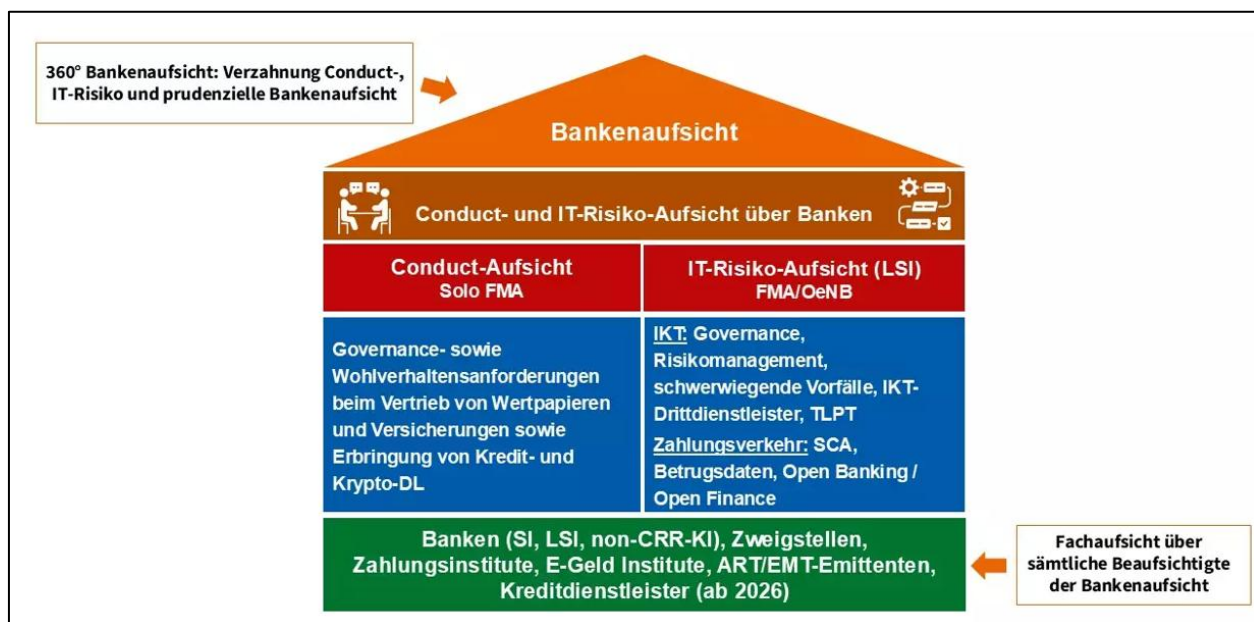 360° Bankenaufsicht: Verzahnung Conduct-,
IT-Risiko und prudenzielle Bankenaufsicht
Bankenaufsicht
Conduct- und IT-Risiko-Aufsicht über Banken
Conduct-Aufsicht
Solo FMA
IT-Risiko-Aufsicht (LSI)
FMA/OeNB
Governance- sowie
Wohlverhaltensanforderungen
beim Vertrieb von Wertpapieren
und Versicherungen sowie
Erbringung von Kredit- und
Krypto-DL
IKT: Governance,
Risikomanagement,
schwerwiegende Vorfälle, IKT-
Drittdienstleister, TLPT
Zahlungsverkehr: SCA,
Betrugsdaten, Open Banking /
Open Finance
Banken (SI, LSI, non-CRR-KI), Zweigstellen,
Zahlungsinstitute, E-Geld Institute, ART/EMT-Emittenten,
Kreditdienstleister (ab 2026)
Fachaufsicht über
sämtliche Beaufsichtigte
der Bankenaufsicht